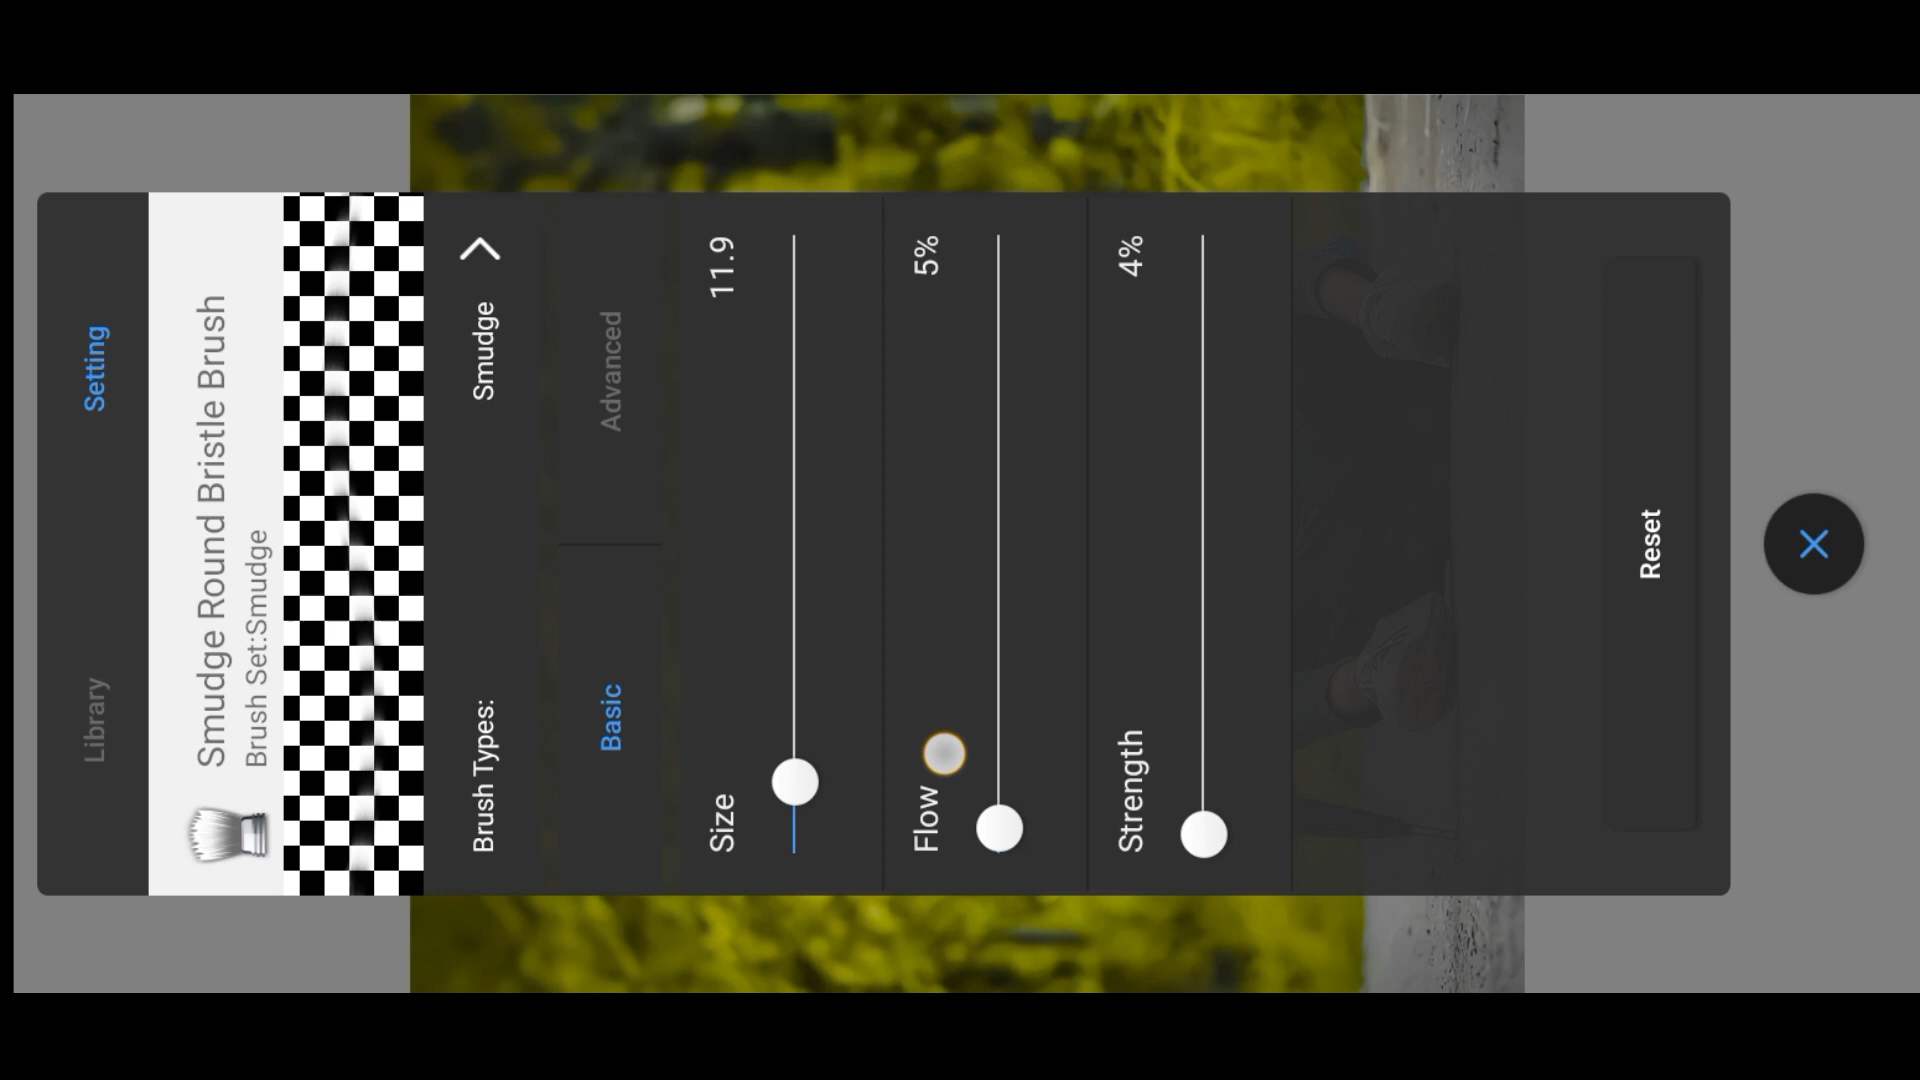 Library Setting
Smudge Round Bristle Brush
Brush Set:Smudge
Brush Types: Smudge
Basic Advanced
Size 11.9
Flow 5%
Strength 4%
Reset